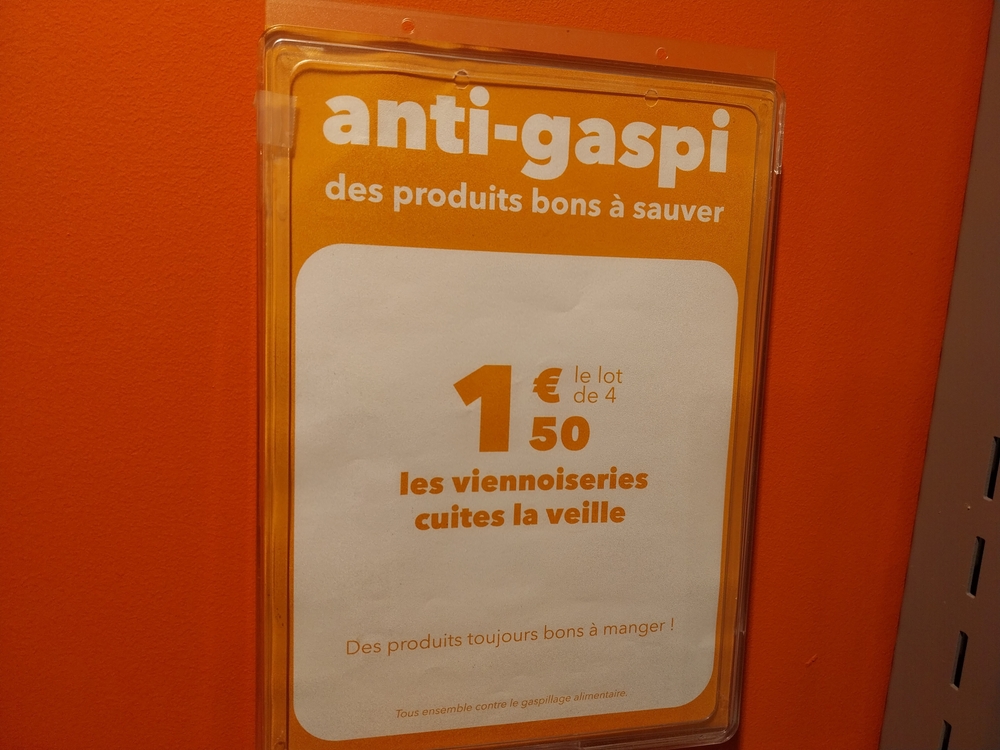 anti-gaspi
des produits bons à sauver
1 € 50 le lot
de 4
les viennoiseries
cuites la veille
Des produits toujours bons à manger !
Tous ensemble contre le gaspillage alimentaire.